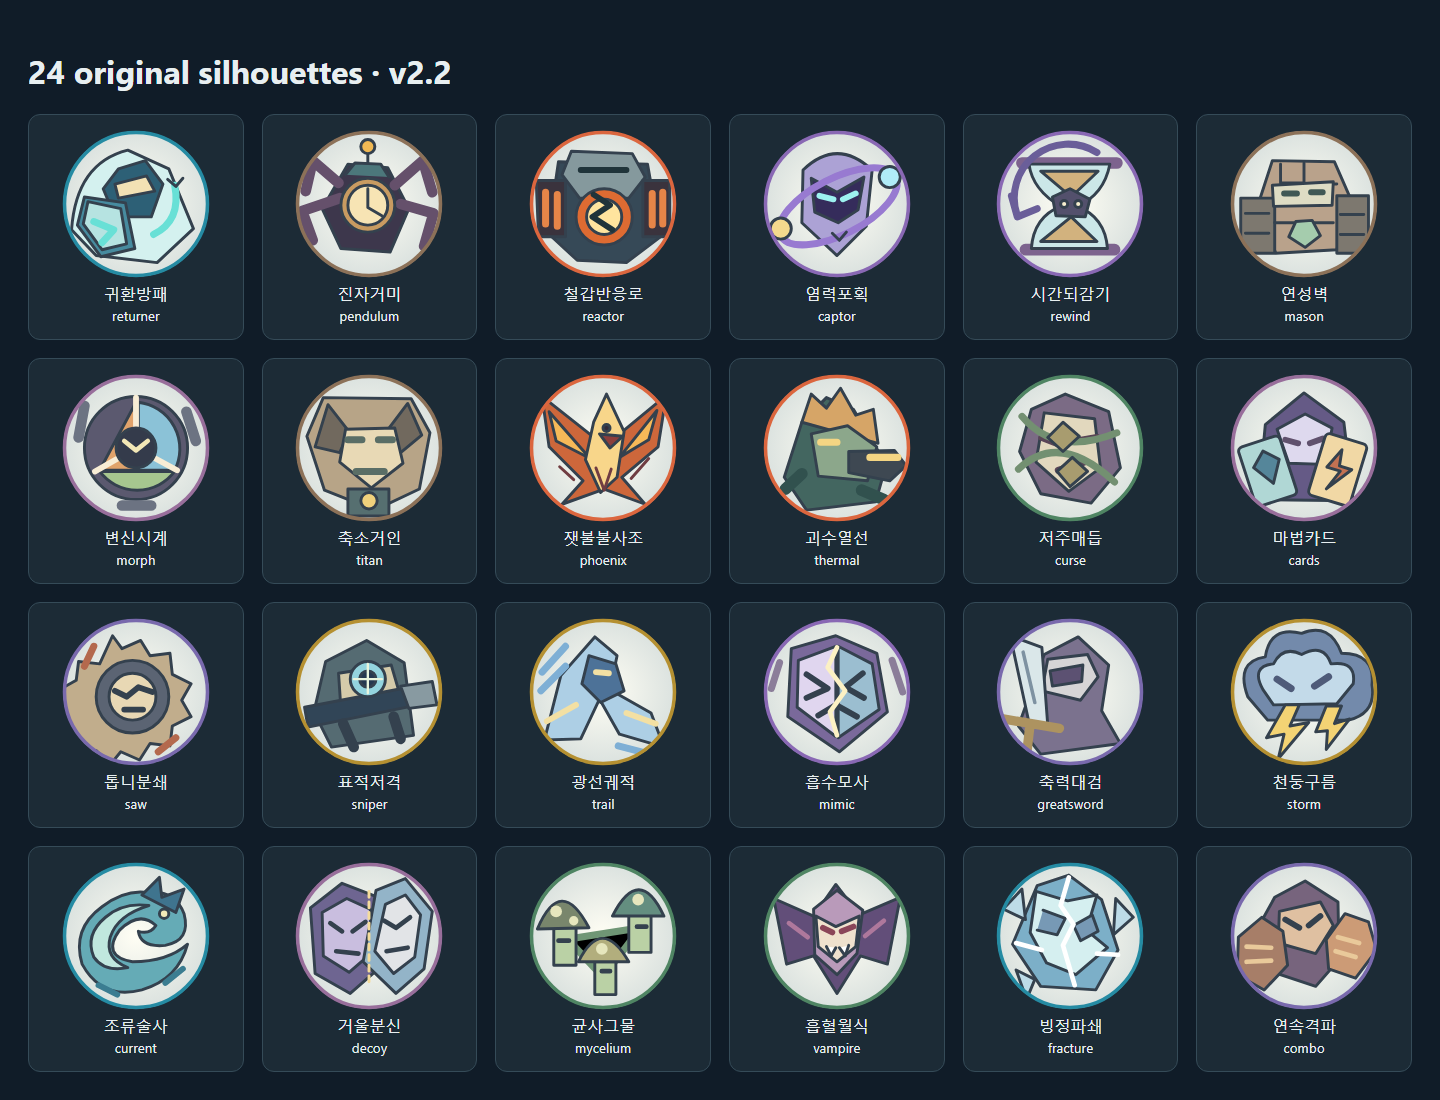 24 original silhouettes · v2.2
귀환방패
returner
진자거미
pendulum
철갑반응로
reactor
염력포획
captor
시간되감기
rewind
연성벽
mason
변신시계
morph
축소거인
titan
잿불불사조
phoenix
괴수열선
thermal
저주매듭
curse
마법카드
cards
톱니분쇄
saw
표적저격
sniper
광선궤적
trail
흡수모사
mimic
축력대검
greatsword
천둥구름
storm
조류술사
current
거울분신
decoy
균사그물
mycelium
흡혈월식
vampire
빙정파쇄
fracture
연속격파
combo